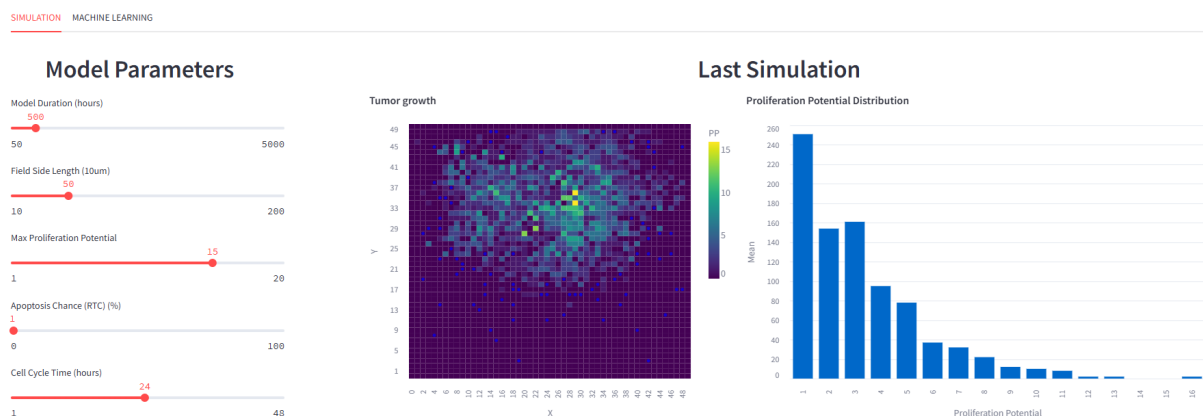 SIMULATION MACHINE LEARNING
Model Parameters
Model Duration (hours)
500
50 5000
Field Side Length (10um)
50
10 200
Max Proliferation Potential
15
1 20
Apoptosis Chance (RTC) (%)
1
0 100
Cell Cycle Time (hours)
24
1 48
Last Simulation
Tumor growth
49
45
41
37
33
29
25
21
17
13
9
5
1
Y
0 2 4 6 8 10 12 14 16 18 20 22 24 26 28 30 32 34 36 38 40 42 44 46 48
X
PP
15
10
5
0
Proliferation Potential Distribution
260
240
220
200
180
160
140
120
100
80
60
40
20
0
Mean
1 2 3 4 5 6 7 8 9 10 11 12 13 14 15 16
Proliferation Potential